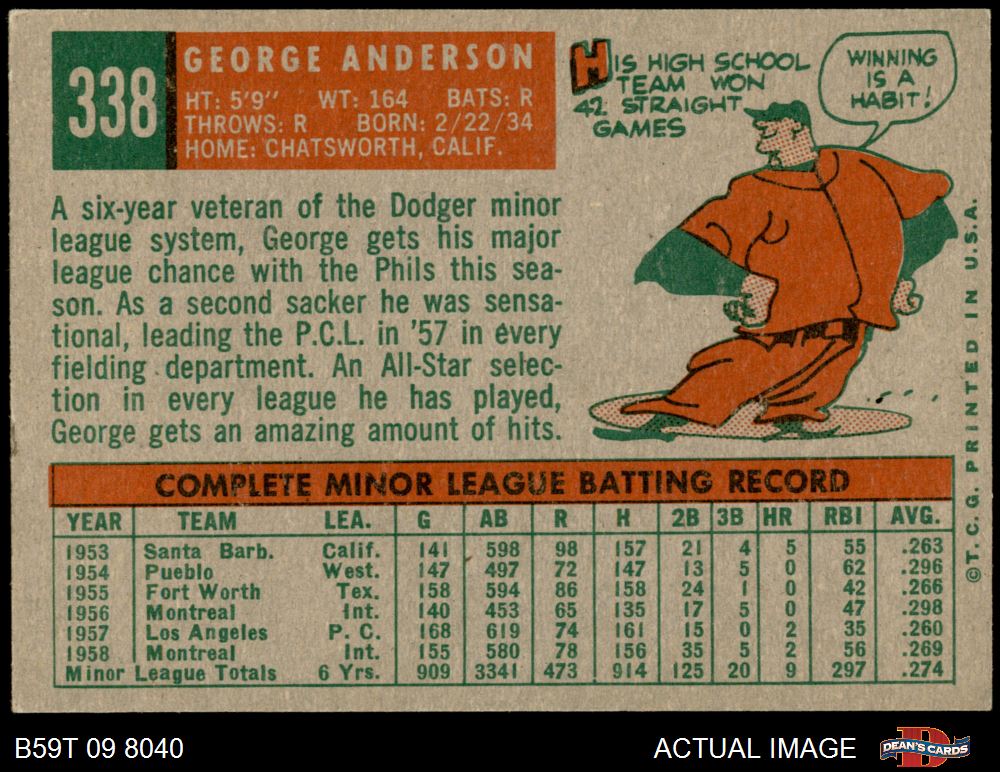 338
GEORGE ANDERSON
HT: 5'9" WT: 164 BATS: R
THROWS: R BORN: 2/22/34
HOME: CHATSWORTH, CALIF.
HIS HIGH SCHOOL
TEAM WON
42 STRAIGHT
GAMES
WINNING
IS A
HABIT!
A six-year veteran of the Dodger minor
league system, George gets his major
league chance with the Phils this sea-
son. As a second sacker he was sensa-
tional, leading the P.C.L. in '57 in every
fielding department. An All-Star selec-
tion in every league he has played,
George gets an amazing amount of hits.
COMPLETE MINOR LEAGUE BATTING RECORD
YEAR TEAM LEA. G AB R H 2B 3B HR RBI AVG.
1953 Santa Barb. Calif. 141 598 98 157 21 4 5 55 .263
1954 Pueblo West. 147 497 72 147 13 5 0 62 .296
1955 Fort Worth Tex. 158 594 86 158 24 1 0 42 .266
1956 Montreal Int. 140 453 65 135 17 5 0 47 .298
1957 Los Angeles P. C. 168 619 74 161 15 0 2 35 .260
1958 Montreal Int. 155 580 78 156 35 5 2 56 .269
Minor League Totals 6 Yrs. 909 3341 473 914 125 20 9 297 .274
©T. C. G. PRINTED IN U.S.A.
B59T 09 8040
ACTUAL IMAGE
D
DEAN'S CARDS